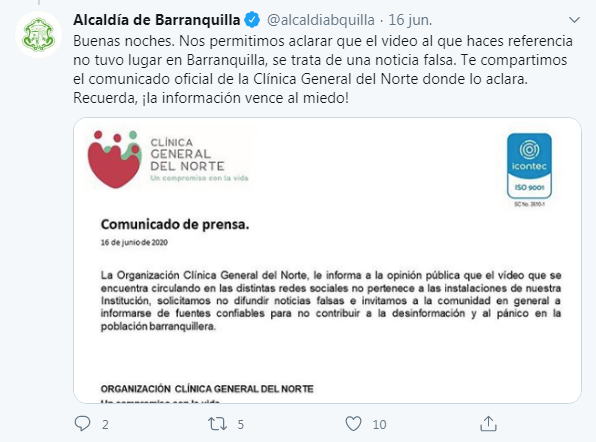 Alcaldía de Barranquilla @alcaldiabquilla · 16 jun.
Buenas noches. Nos permitimos aclarar que el video al que haces referencia
no tuvo lugar en Barranquilla, se trata de una noticia falsa. Te compartimos
el comunicado oficial de la Clínica General del Norte donde lo aclara.
Recuerda, ¡la información vence al miedo!
CLÍNICA
GENERAL
DEL NORTE
Un compromiso con la vida
icontec
ISO 9001
Comunicado de prensa.
16 de junio de 2020
La Organización Clínica General del Norte, le informa a la opinión pública que el vídeo que se
encuentra circulando en las distintas redes sociales no pertenece a las instalaciones de nuestra
Institución, solicitamos no difundir noticias falsas e invitamos a la comunidad en general a
informarse de fuentes confiables para no contribuir a la desinformación y al pánico en la
población barranquillera.
ORGANIZACIÓN CLÍNICA GENERAL DEL NORTE
Un compromiso con la vida
2 5 10